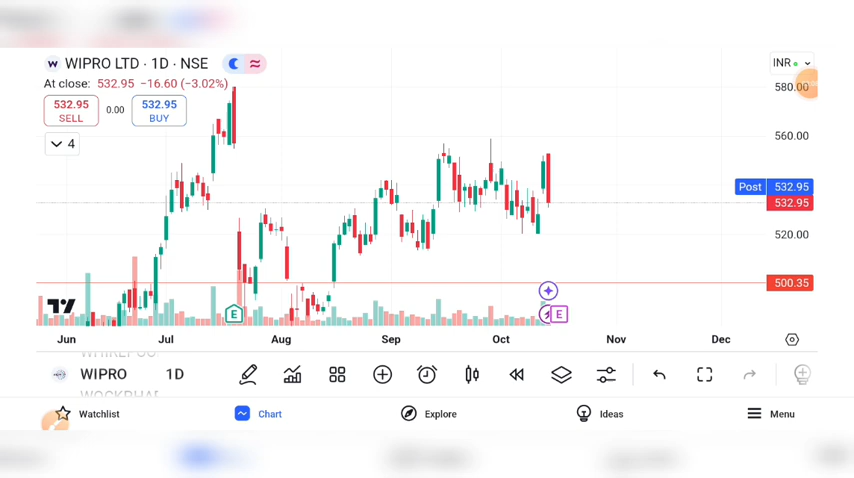 WIPRO LTD · 1D · NSE
INR
At close: 532.95 −16.60 (−3.02%)
580.00
532.95
SELL
0.00
532.95
BUY
4
560.00
Post 532.95
532.95
520.00
500.35
E
E
Jun Jul Aug Sep Oct Nov Dec
WIPRO 1D
Watchlist Chart Explore Ideas Menu